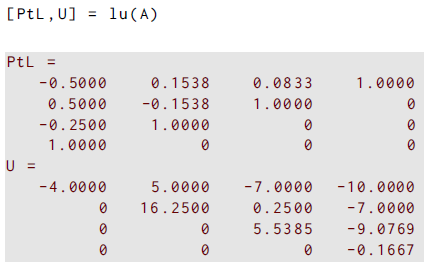 [PtL,U] = lu(A)
PtL =
-0.5000 0.1538 0.0833 1.0000
0.5000 -0.1538 1.0000 0
-0.2500 1.0000 0 0
1.0000 0 0 0
U =
-4.0000 5.0000 -7.0000 -10.0000
0 16.2500 0.2500 -7.0000
0 0 5.5385 -9.0769
0 0 0 -0.1667